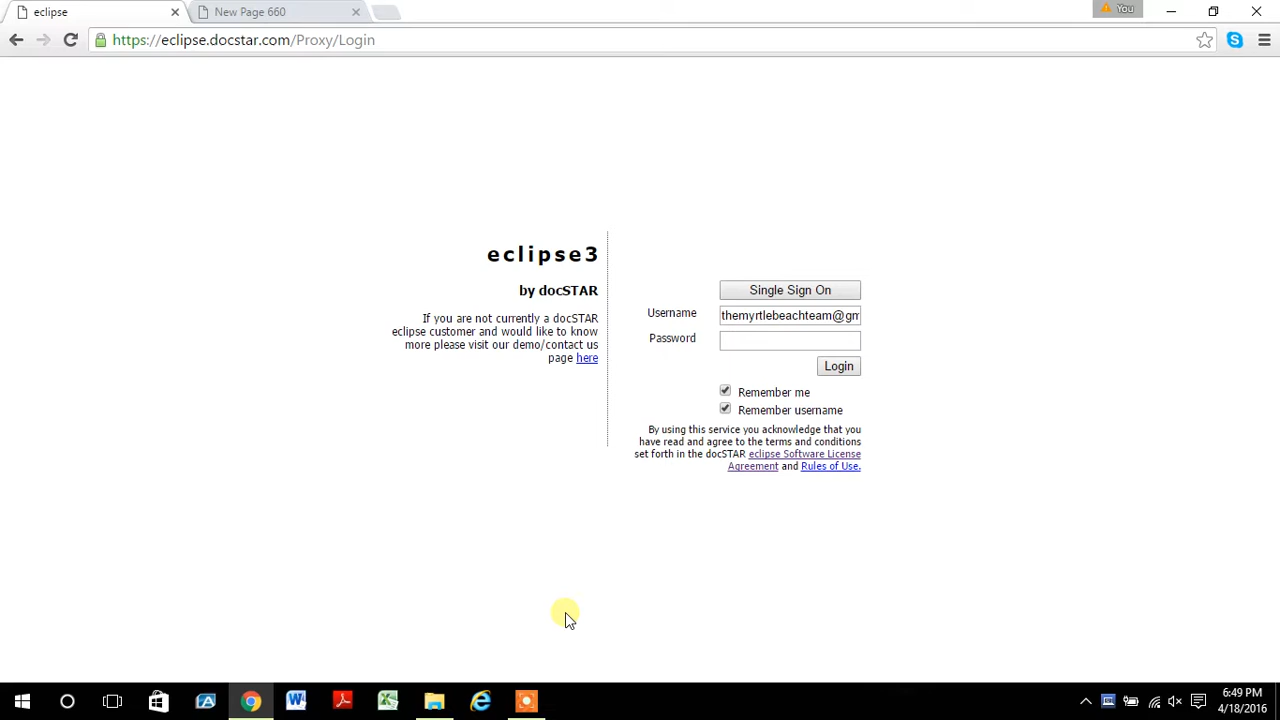 eclipse
New Page 660
You
https://eclipse.docstar.com/Proxy/Login
eclipse3
by docSTAR
If you are not currently a docSTAR
eclipse customer and would like to know
more please visit our demo/contact us
page here
Single Sign On
Username
themyrtlebeachteam@gm
Password
Login
Remember me
Remember username
By using this service you acknowledge that you
have read and agree to the terms and conditions
set forth in the docSTAR eclipse Software License
Agreement and Rules of Use.
6:49 PM
4/18/2016